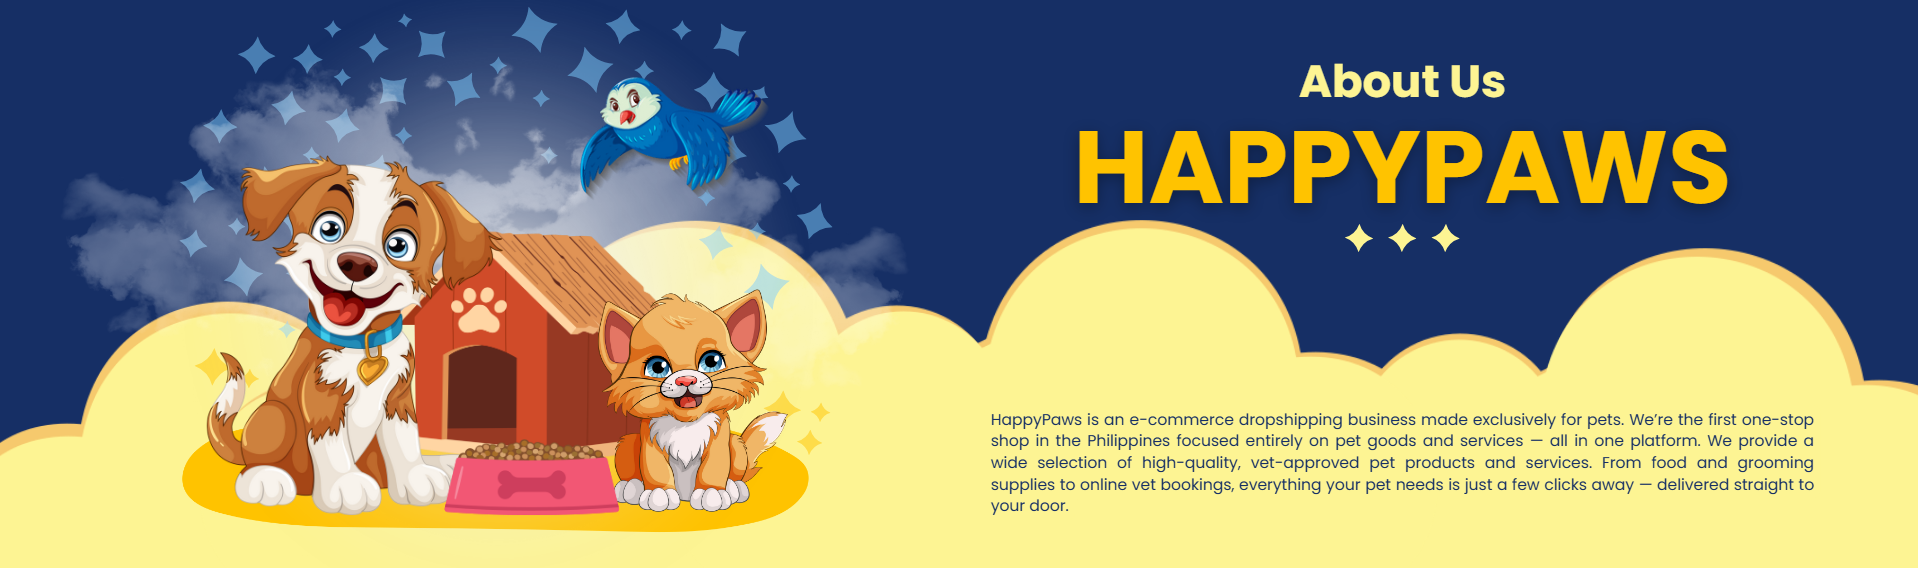 About Us
HAPPYPAWS
HappyPaws is an e-commerce dropshipping business made exclusively for pets. We’re the first one-stop
shop in the Philippines focused entirely on pet goods and services — all in one platform. We provide a
wide selection of high-quality, vet-approved pet products and services. From food and grooming
supplies to online vet bookings, everything your pet needs is just a few clicks away — delivered straight to
your door.